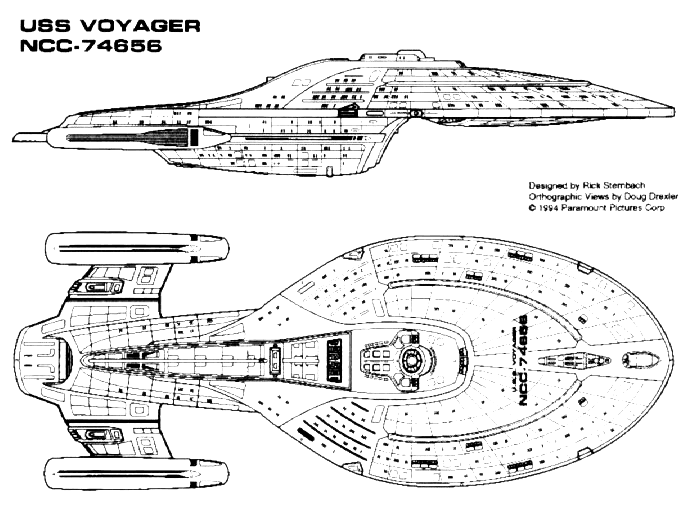 USS VOYAGER
NCC-74656
Designed by Rick Sternbach
Orthographic Views by Doug Drexler
© 1994 Paramount Pictures Corp
U.S.S. VOYAGER
NCC-74656